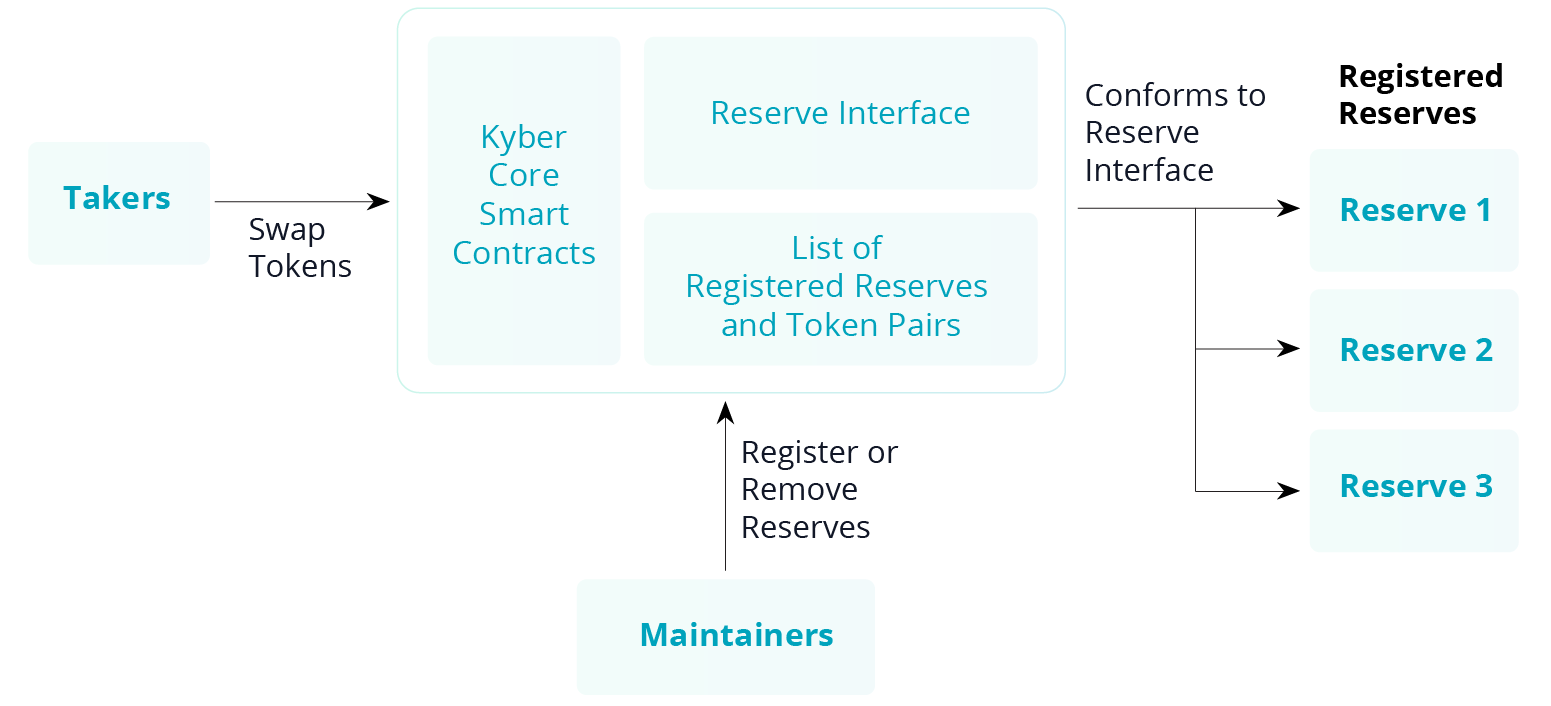 Takers
Swap
Tokens
Kyber
Core
Smart
Contracts
Reserve Interface
List of
Registered Reserves
and Token Pairs
Register or
Remove
Reserves
Maintainers
Conforms to
Reserve
Interface
Registered
Reserves
Reserve 1
Reserve 2
Reserve 3